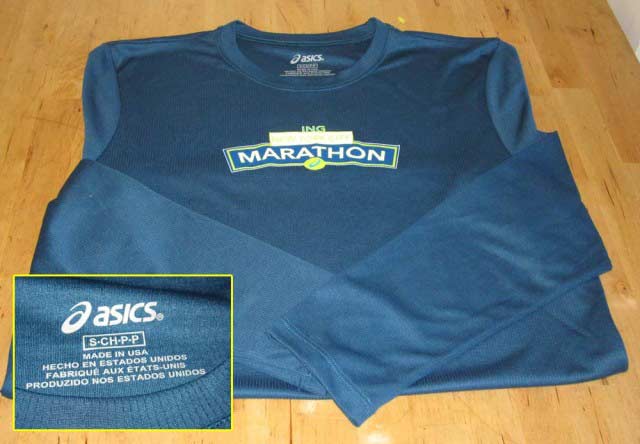 asics
ING
MARATHON
asics®
S-CH-P-P
MADE IN USA
HECHO EN ESTADOS UNIDOS
FABRIQUÉ AUX ÉTATS-UNIS
PRODUZIDO NOS ESTADOS UNIDOS